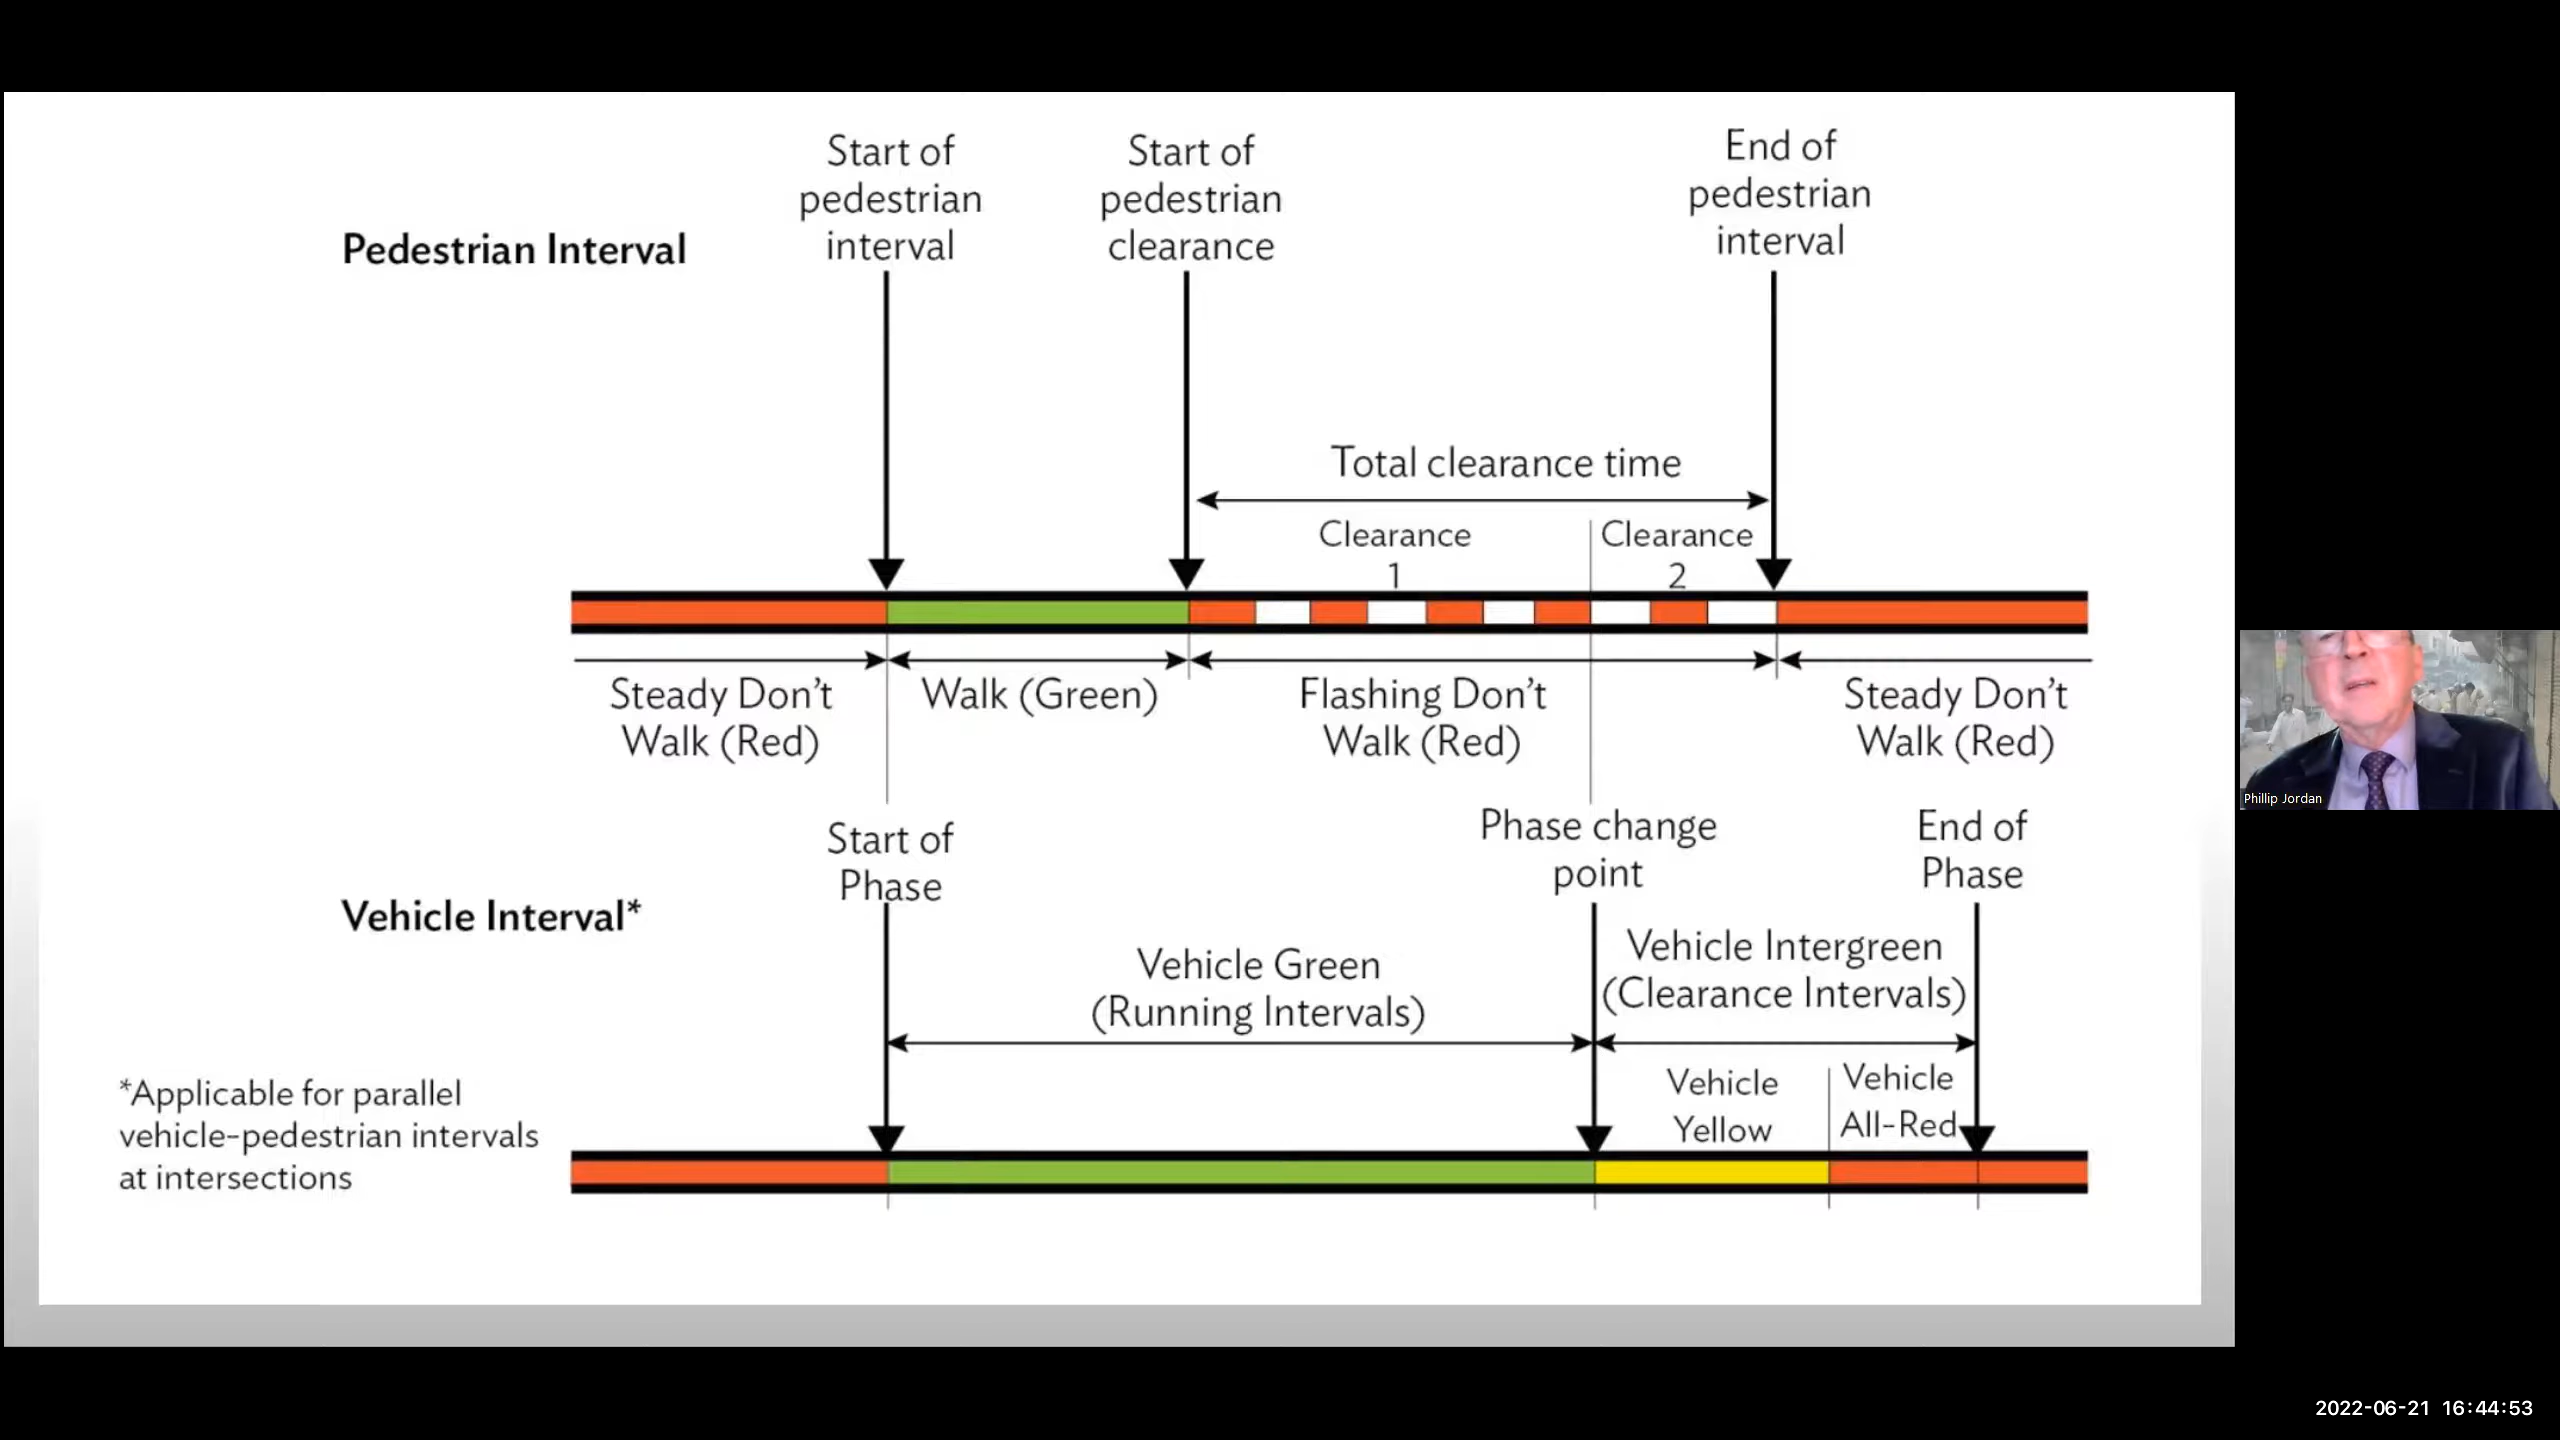 Start of
pedestrian
interval
Start of
pedestrian
clearance
End of
pedestrian
interval
Pedestrian Interval
Total clearance time
Clearance
1
Clearance
2
Steady Don't
Walk (Red)
Walk (Green)
Flashing Don't
Walk (Red)
Steady Don't
Walk (Red)
Start of
Phase
Phase change
point
End of
Phase
Vehicle Interval*
Vehicle Green
(Running Intervals)
Vehicle Intergreen
(Clearance Intervals)
Vehicle
Yellow
Vehicle
All-Red
*Applicable for parallel
vehicle-pedestrian intervals
at intersections
Phillip Jordan
2022-06-21 16:44:53